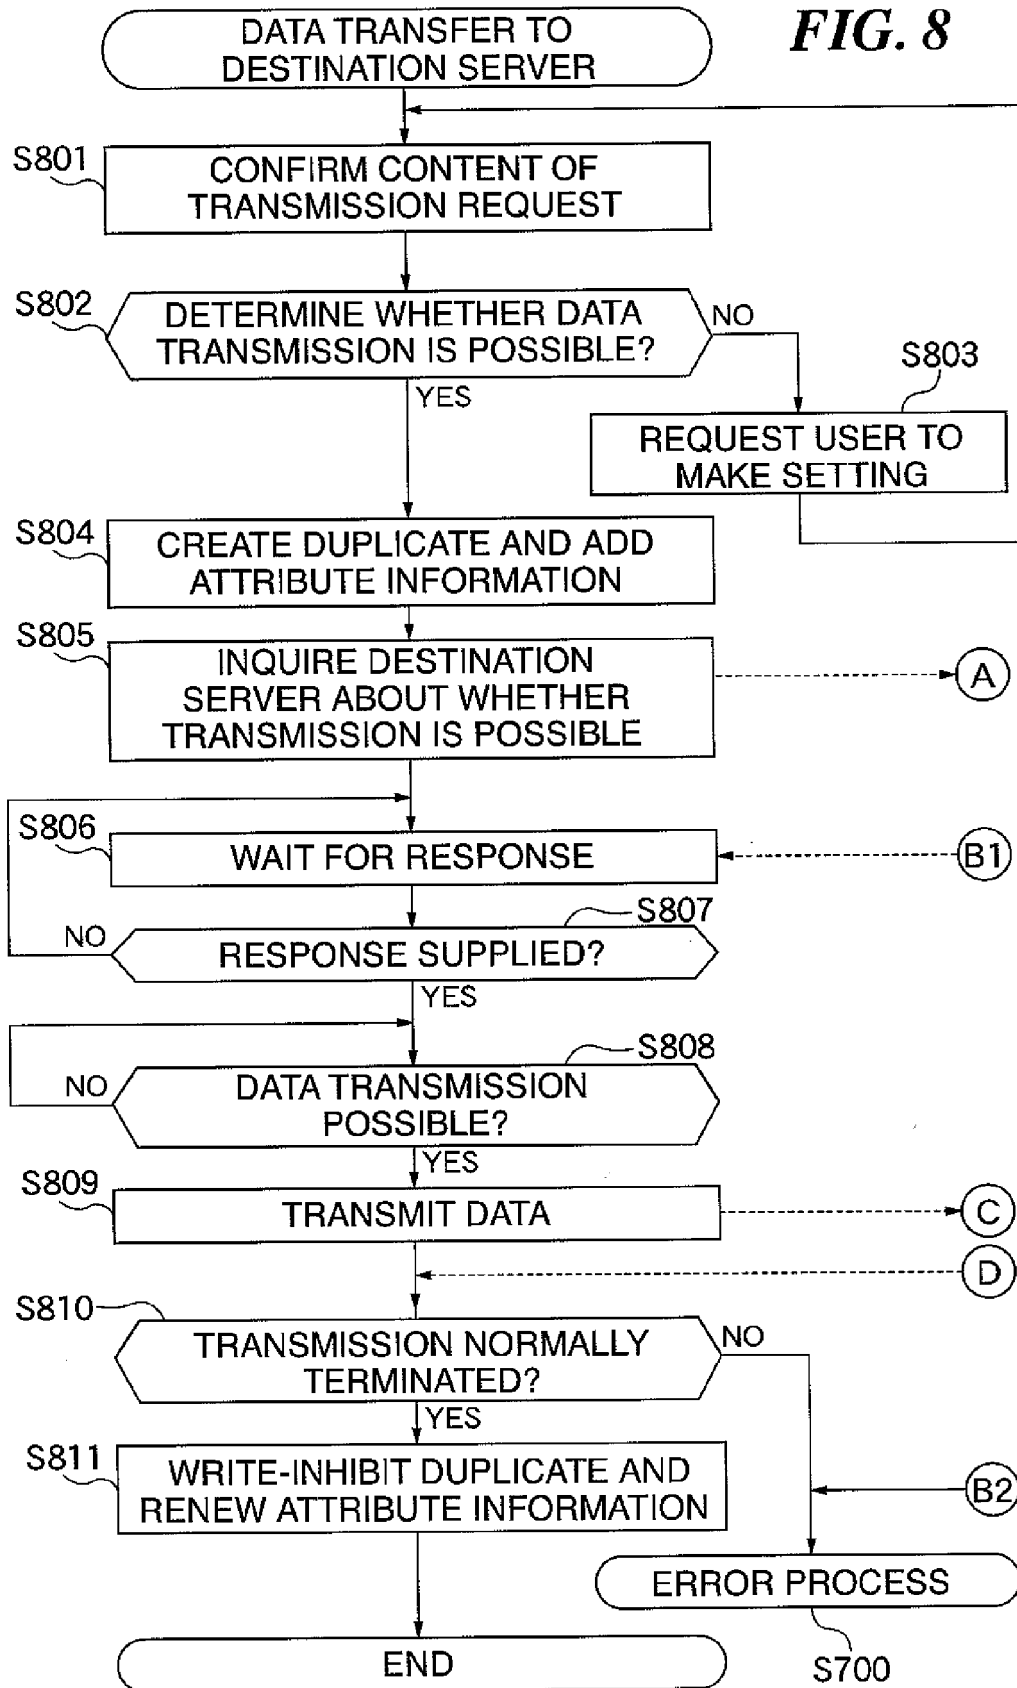 FIG. 8
DATA TRANSFER TO
DESTINATION SERVER
S801
CONFIRM CONTENT OF
TRANSMISSION REQUEST
S802
DETERMINE WHETHER DATA
TRANSMISSION IS POSSIBLE?
NO
YES
S803
REQUEST USER TO
MAKE SETTING
S804
CREATE DUPLICATE AND ADD
ATTRIBUTE INFORMATION
S805
INQUIRE DESTINATION
SERVER ABOUT WHETHER
TRANSMISSION IS POSSIBLE
A
S806
WAIT FOR RESPONSE
B1
S807
NO
RESPONSE SUPPLIED?
YES
S808
NO
DATA TRANSMISSION
POSSIBLE?
YES
S809
TRANSMIT DATA
C
D
S810
TRANSMISSION NORMALLY
TERMINATED?
NO
YES
S811
WRITE-INHIBIT DUPLICATE AND
RENEW ATTRIBUTE INFORMATION
B2
ERROR PROCESS
S700
END